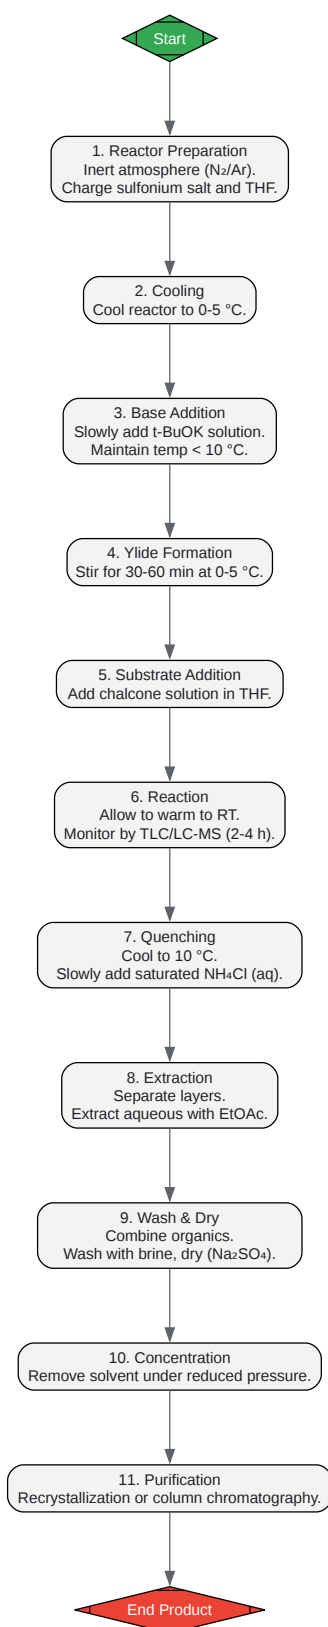 Start
1. Reactor Preparation
Inert atmosphere (N₂/Ar).
Charge sulfonium salt and THF.
2. Cooling
Cool reactor to 0-5 °C.
3. Base Addition
Slowly add t-BuOK solution.
Maintain temp < 10 °C.
4. Ylide Formation
Stir for 30-60 min at 0-5 °C.
5. Substrate Addition
Add chalcone solution in THF.
6. Reaction
Allow to warm to RT.
Monitor by TLC/LC-MS (2-4 h).
7. Quenching
Cool to 10 °C.
Slowly add saturated NH₄Cl (aq).
8. Extraction
Separate layers.
Extract aqueous with EtOAc.
9. Wash & Dry
Combine organics.
Wash with brine, dry (Na₂SO₄).
10. Concentration
Remove solvent under reduced pressure.
11. Purification
Recrystallization or column chromatography.
End Product